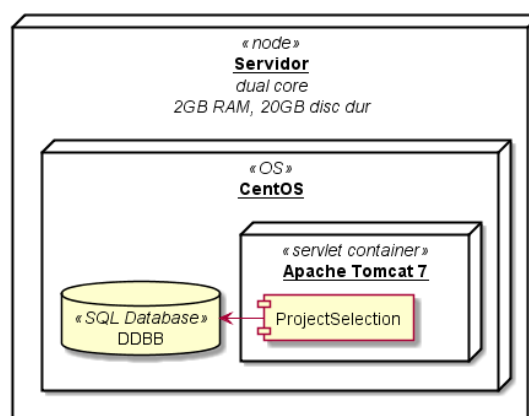 «node»
Servidor
dual core
2GB RAM, 20GB disc dur
«OS»
CentOS
«servlet container»
Apache Tomcat 7
«SQL Database»
DDBB
ProjectSelection